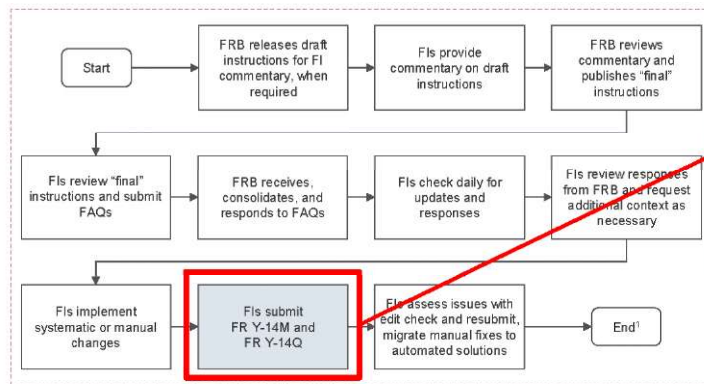 Start
FRB releases draft
instructions for FI
commentary, when
required
FIs provide
commentary on draft
instructions
FRB reviews
commentary and
publishes “final”
instructions
FIs review “final”
instructions and submit
FAQs
FRB receives,
consolidates, and
responds to FAQs
FIs check daily for
updates and
responses
FIs review responses
from FRB and request
additional context as
necessary
FIs implement
systematic or manual
changes
FIs submit
FR Y-14M and
FR Y-14Q
FIs assess issues with
edit check and resubmit,
migrate manual fixes to
automated solutions
End¹